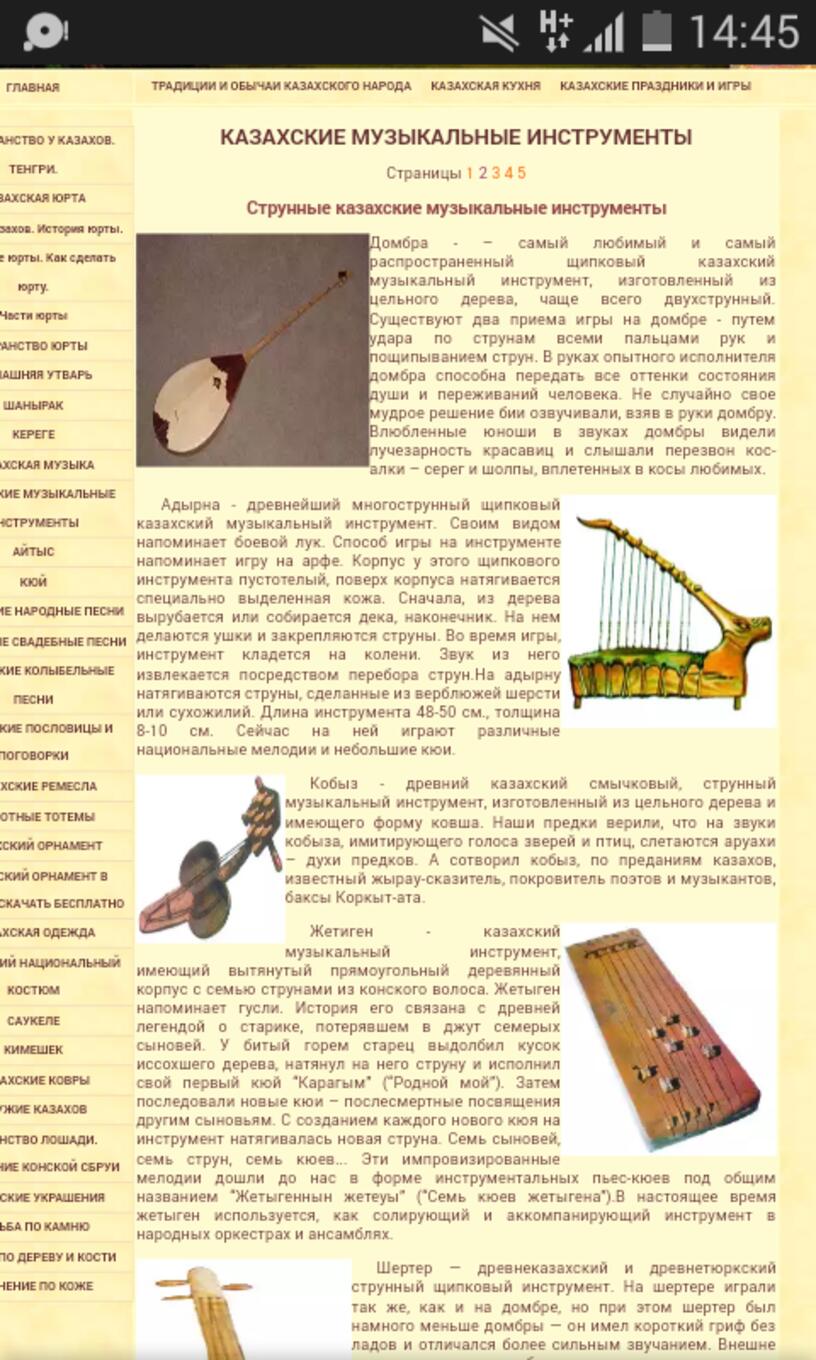 14:45
H+
ГЛАВНАЯ
ТРАДИЦИИ И ОБЫЧАИ КАЗАХСКОГО НАРОДА КАЗАХСКАЯ КУХНЯ КАЗАХСКИЕ ПРАЗДНИКИ И ИГРЫ
АНСТВО У КАЗАХОВ.
ТЕНГРИ.
ЗАХСКАЯ ЮРТА
захов. История юрты.
е юрты. Как сделать
юрту.
Части юрты
РАНСТВО ЮРТЫ
АШНЯЯ УТВАРЬ
ШАНЫРАК
КЕРЕГЕ
АХСКАЯ МУЗЫКА
КИЕ МУЗЫКАЛЬНЫЕ
НСТРУМЕНТЫ
АЙТЫС
КЮЙ
ИЕ НАРОДНЫЕ ПЕСНИ
ЫЕ СВАДЕБНЫЕ ПЕСНИ
КИЕ КОЛЫБЕЛЬНЫЕ
ПЕСНИ
КИЕ ПОСЛОВИЦЫ И
ПОГОВОРКИ
ХСКИЕ РЕМЕСЛА
ОТНЫЕ ТОТЕМЫ
СКИЙ ОРНАМЕНТ
СКИЙ ОРНАМЕНТ В
СКАЧАТЬ БЕСПЛАТНО
АХСКАЯ ОДЕЖДА
ИЙ НАЦИОНАЛЬНЫЙ
КОСТЮМ
САУКЕЛЕ
КИМЕШЕК
АХСКИЕ КОВРЫ
УЖИЕ КАЗАХОВ
НСТВО ЛОШАДИ.
НИЕ КОНСКОЙ СБРУИ
СКИЕ УКРАШЕНИЯ
ЬБА ПО КАМНЮ
ПО ДЕРЕВУ И КОСТИ
НЕНИЕ ПО КОЖЕ
КАЗАХСКИЕ МУЗЫКАЛЬНЫЕ ИНСТРУМЕНТЫ
Страницы 1 2 3 4 5
Струнные казахские музыкальные инструменты
Домбра - – самый любимый и самый
распространенный щипковый казахский
музыкальный инструмент, изготовленный из
цельного дерева, чаще всего двухструнный.
Существуют два приема игры на домбре - путем
удара по струнам всеми пальцами рук и
пощипыванием струн. В руках опытного исполнителя
домбра способна передать все оттенки состояния
души и переживаний человека. Не случайно свое
мудрое решение бии озвучивали, взяв в руки домбру.
Влюбленные юноши в звуках домбры видели
лучезарность красавиц и слышали перезвон кос-
алки – серег и шолпы, вплетенных в косы любимых.
Адырна - древнейший многострунный щипковый
казахский музыкальный инструмент. Своим видом
напоминает боевой лук. Способ игры на инструменте
напоминает игру на арфе. Корпус у этого щипкового
инструмента пустотелый, поверх корпуса натягивается
специально выделенная кожа. Сначала, из дерева
вырубается или собирается дека, наконечник. На нем
делаются ушки и закрепляются струны. Во время игры,
инструмент кладется на колени. Звук из него
извлекается посредством перебора струн.На адырну
натягиваются струны, сделанные из верблюжей шерсти
или сухожилий. Длина инструмента 48-50 см., толщина
8-10 см. Сейчас на ней играют различные
национальные мелодии и небольшие кюи.
Кобыз - древний казахский смычковый, струнный
музыкальный инструмент, изготовленный из цельного дерева и
имеющего форму ковша. Наши предки верили, что на звуки
кобыза, имитирующего голоса зверей и птиц, слетаются аруахи
– духи предков. А сотворил кобыз, по преданиям казахов,
известный жырау-сказитель, покровитель поэтов и музыкантов,
баксы Коркыт-ата.
Жетиген - казахский
музыкальный инструмент,
имеющий вытянутый прямоугольный деревянный
корпус с семью струнами из конского волоса. Жетыген
напоминает гусли. История его связана с древней
легендой о старике, потерявшем в джут семерых
сыновей. У битый горем старец выдолбил кусок
иссохшего дерева, натянул на него струну и исполнил
свой первый кюй "Карагым" ("Родной мой"). Затем
последовали новые кюи – послесмертные посвящения
другим сыновьям. С созданием каждого нового кюя на
инструмент натягивалась новая струна. Семь сыновей,
семь струн, семь кюев... Эти импровизированные
мелодии дошли до нас в форме инструментальных пьес-кюев под общим
названием "Жетыгеннын жетеуы" ("Семь кюев жетыгена").В настоящее время
жетыген используется, как солирующий и аккомпанирующий инструмент в
народных оркестрах и ансамблях.
Шертер — древнеказахский и древнетюркский
струнный щипковый инструмент. На шертере играли
так же, как и на домбре, но при этом шертер был
намного меньше домбры — он имел короткий гриф без
ладов и отличался более сильным звучанием. Внешне